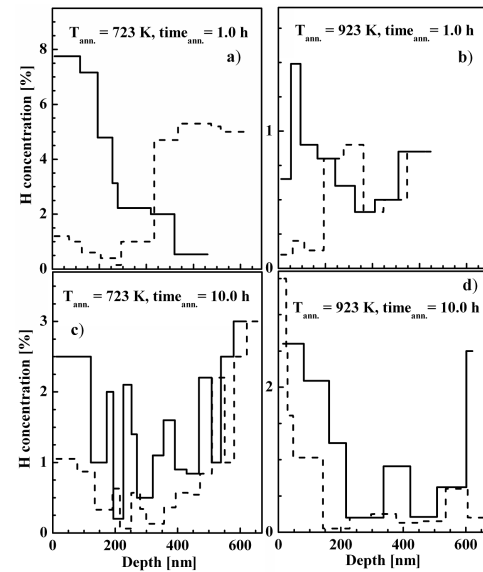 T_ann. = 723 K, time_ann. = 1.0 h
a)
T_ann. = 923 K, time_ann. = 1.0 h
b)
H concentration [%]
8
6
4
2
0
1
0
T_ann. = 723 K, time_ann. = 10.0 h
c)
d)
T_ann. = 923 K, time_ann. = 10.0 h
H concentration [%]
3
2
1
0
2
0
0 200 400 600
Depth [nm]
0 200 400 600
Depth [nm]